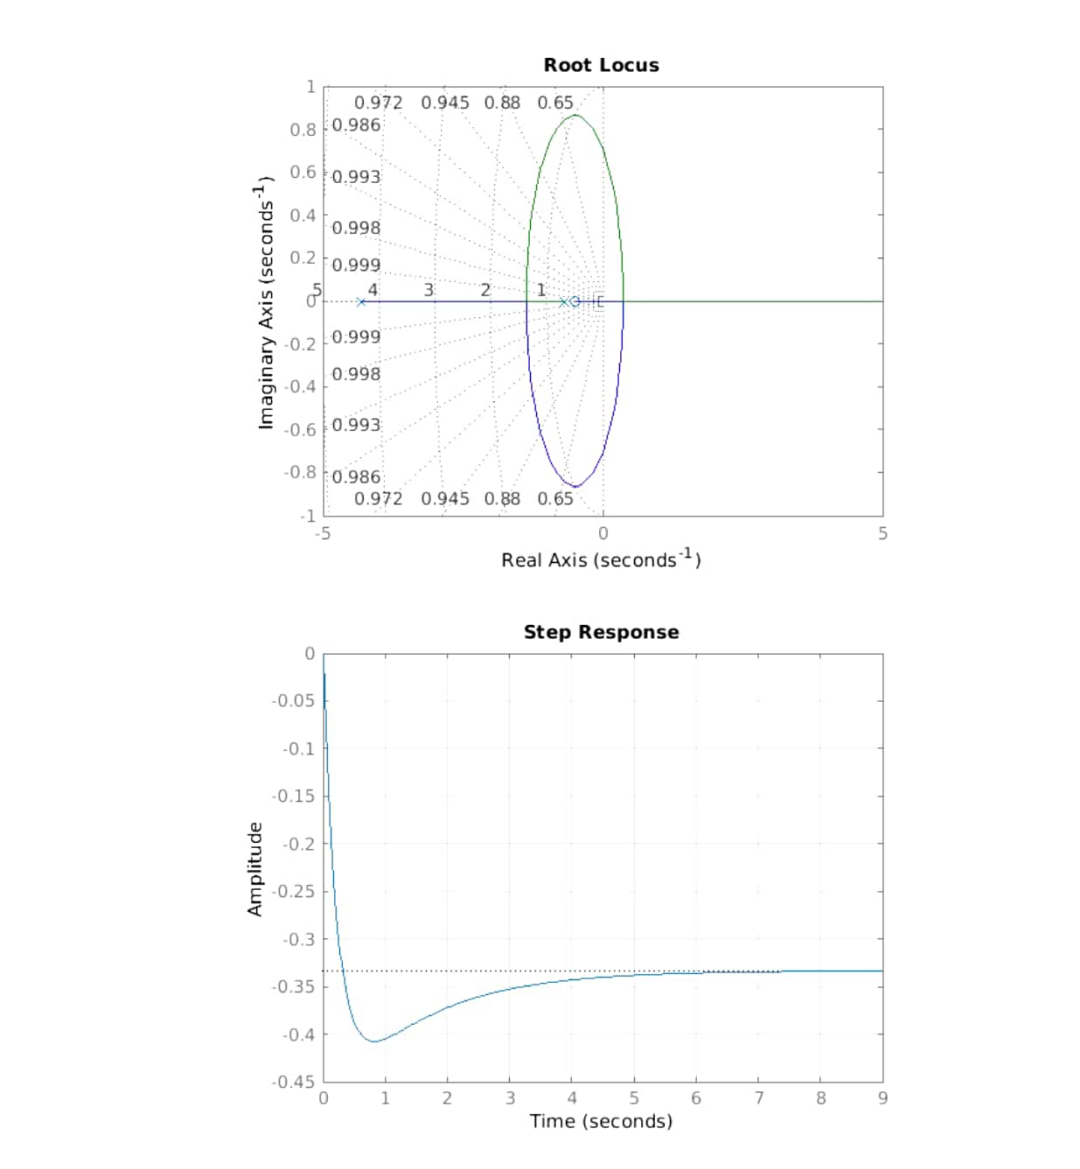 Root Locus
1
0.972 0.945 0.88 0.65
0.986
0.8
0.6
0.993
0.4
0.998
0.2
0.999
5 4 3 2 1
0
-0.2
0.999
0.998
-0.4
0.993
-0.6
0.986
-0.8
0.972 0.945 0.88 0.65
-1
-5 0 5
Imaginary Axis (seconds-1)
Real Axis (seconds-1)
Step Response
0
-0.05
-0.1
-0.15
-0.2
-0.25
-0.3
-0.35
-0.4
-0.45
0 1 2 3 4 5 6 7 8 9
Amplitude
Time (seconds)